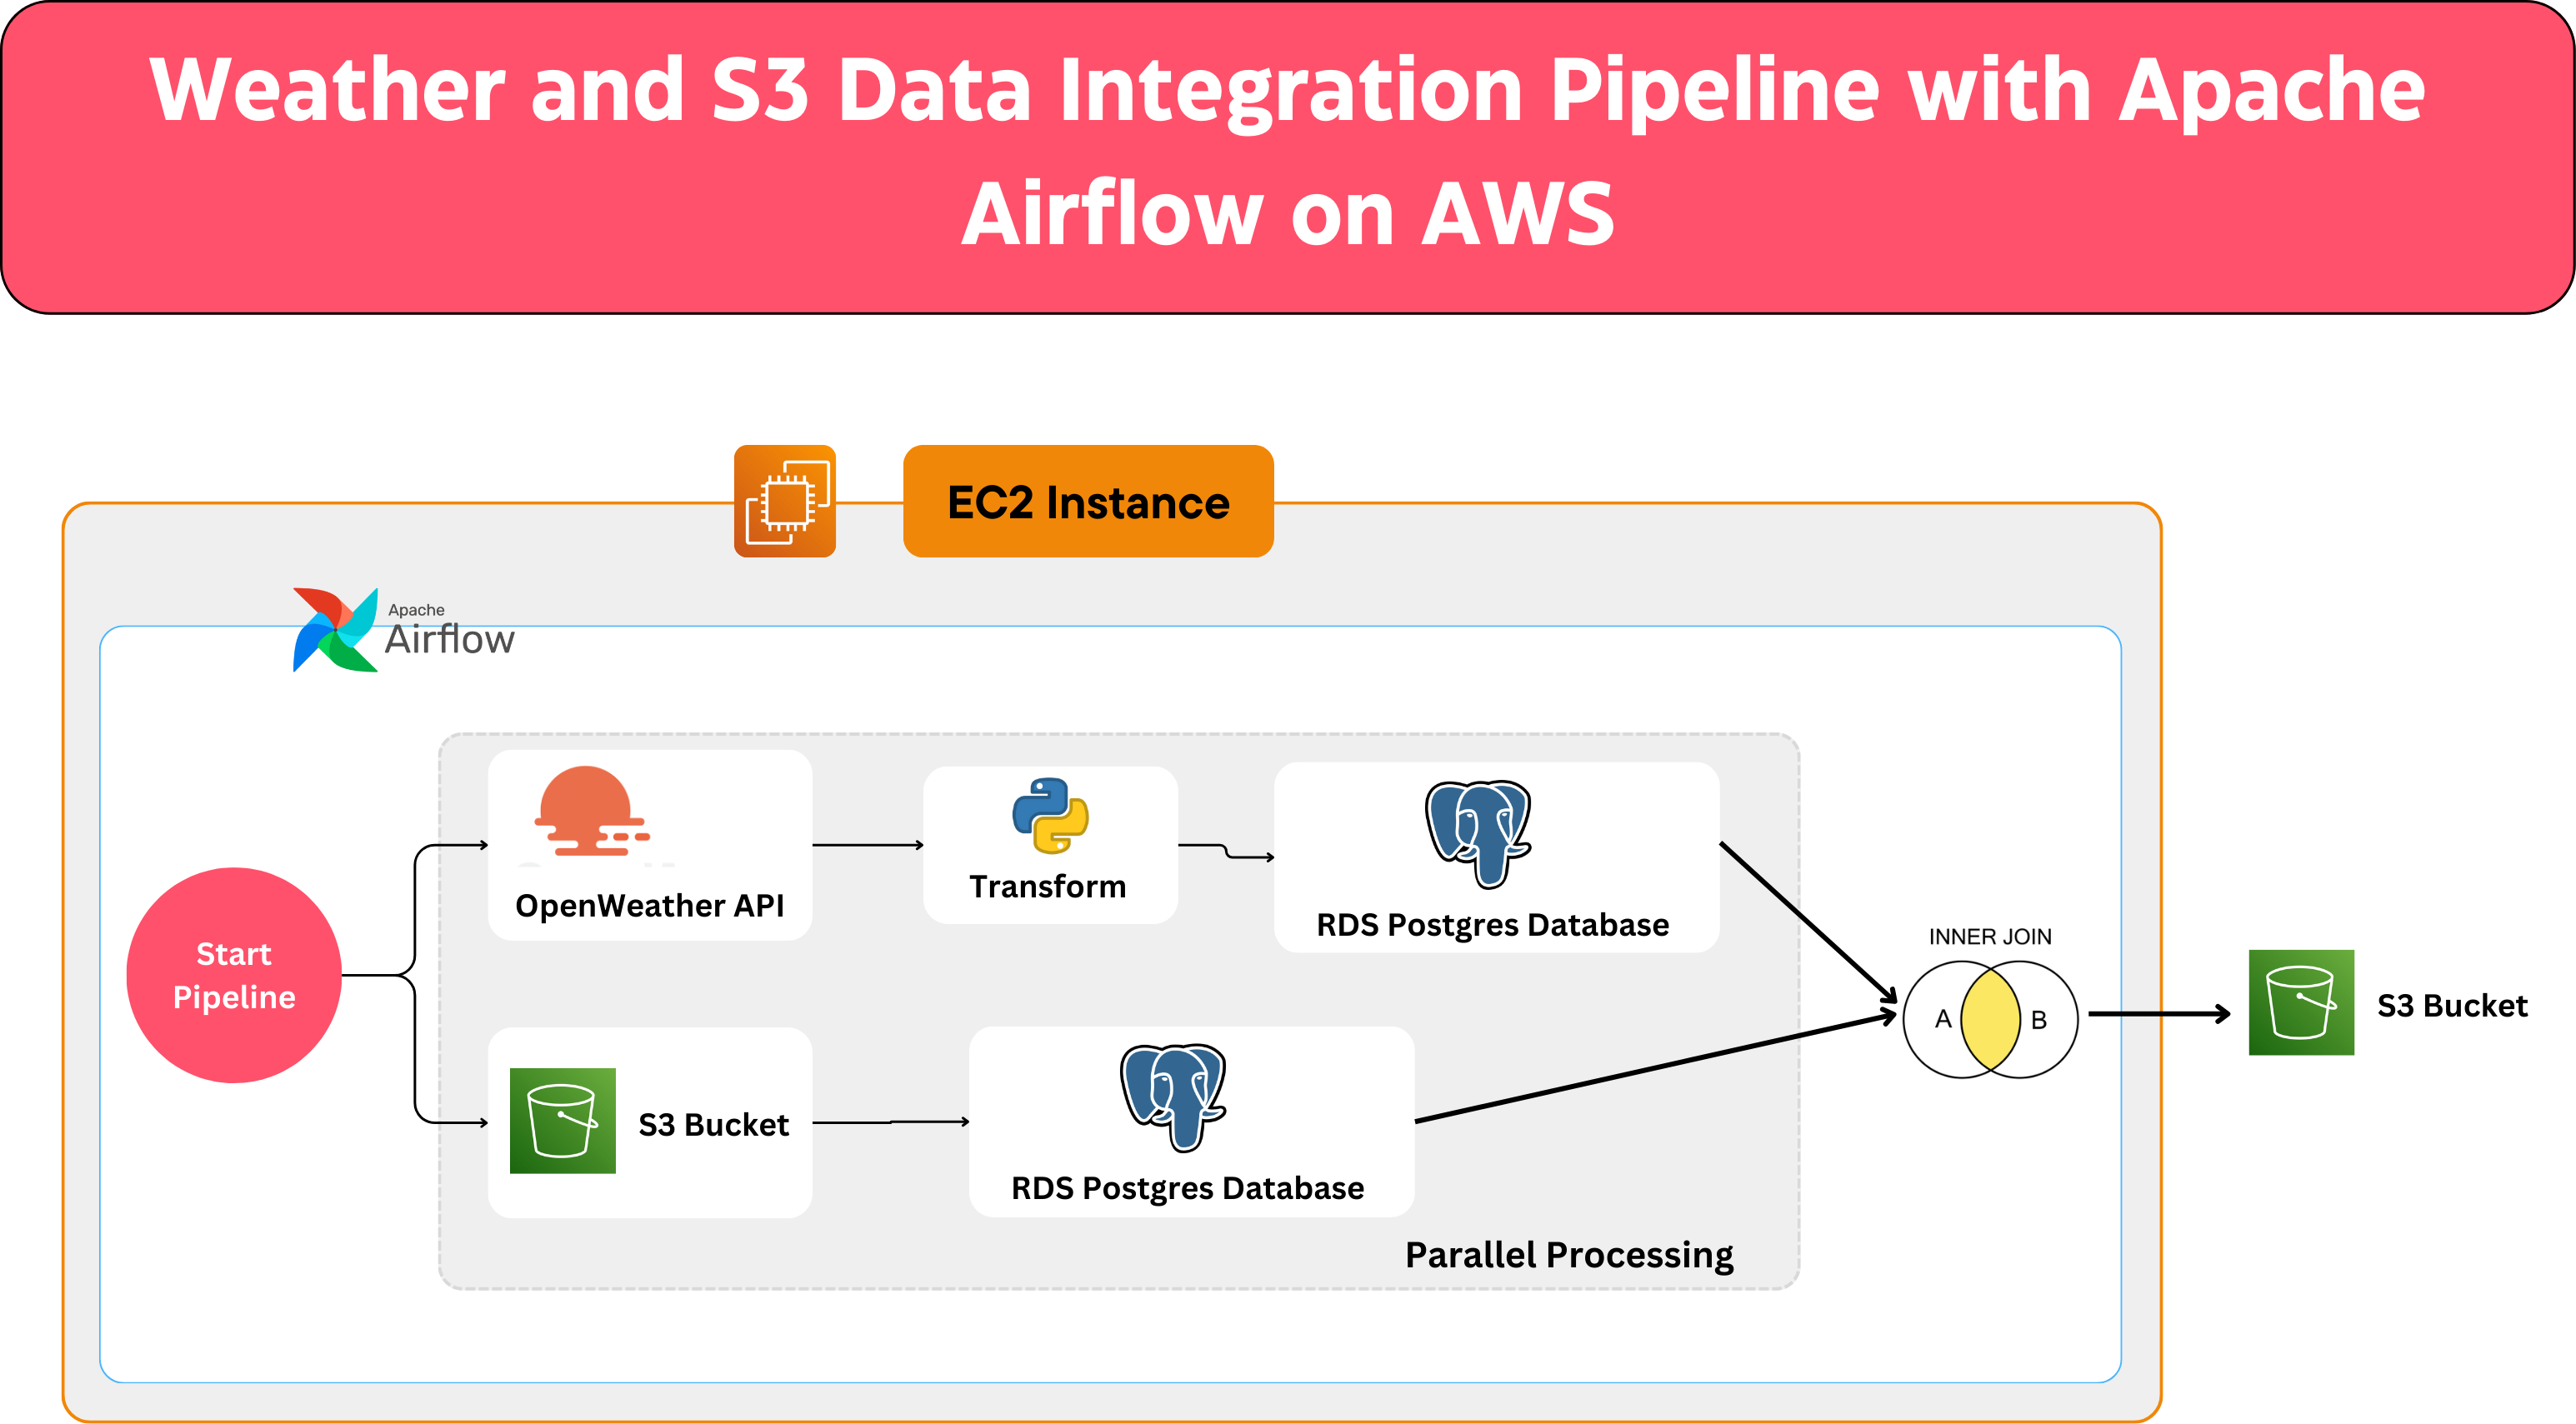 Weather and S3 Data Integration Pipeline with Apache
Airflow on AWS
EC2 Instance
Apache
Airflow
OpenWeather API
Transform
RDS Postgres Database
Start
Pipeline
INNER JOIN
A
B
S3 Bucket
S3 Bucket
RDS Postgres Database
Parallel Processing